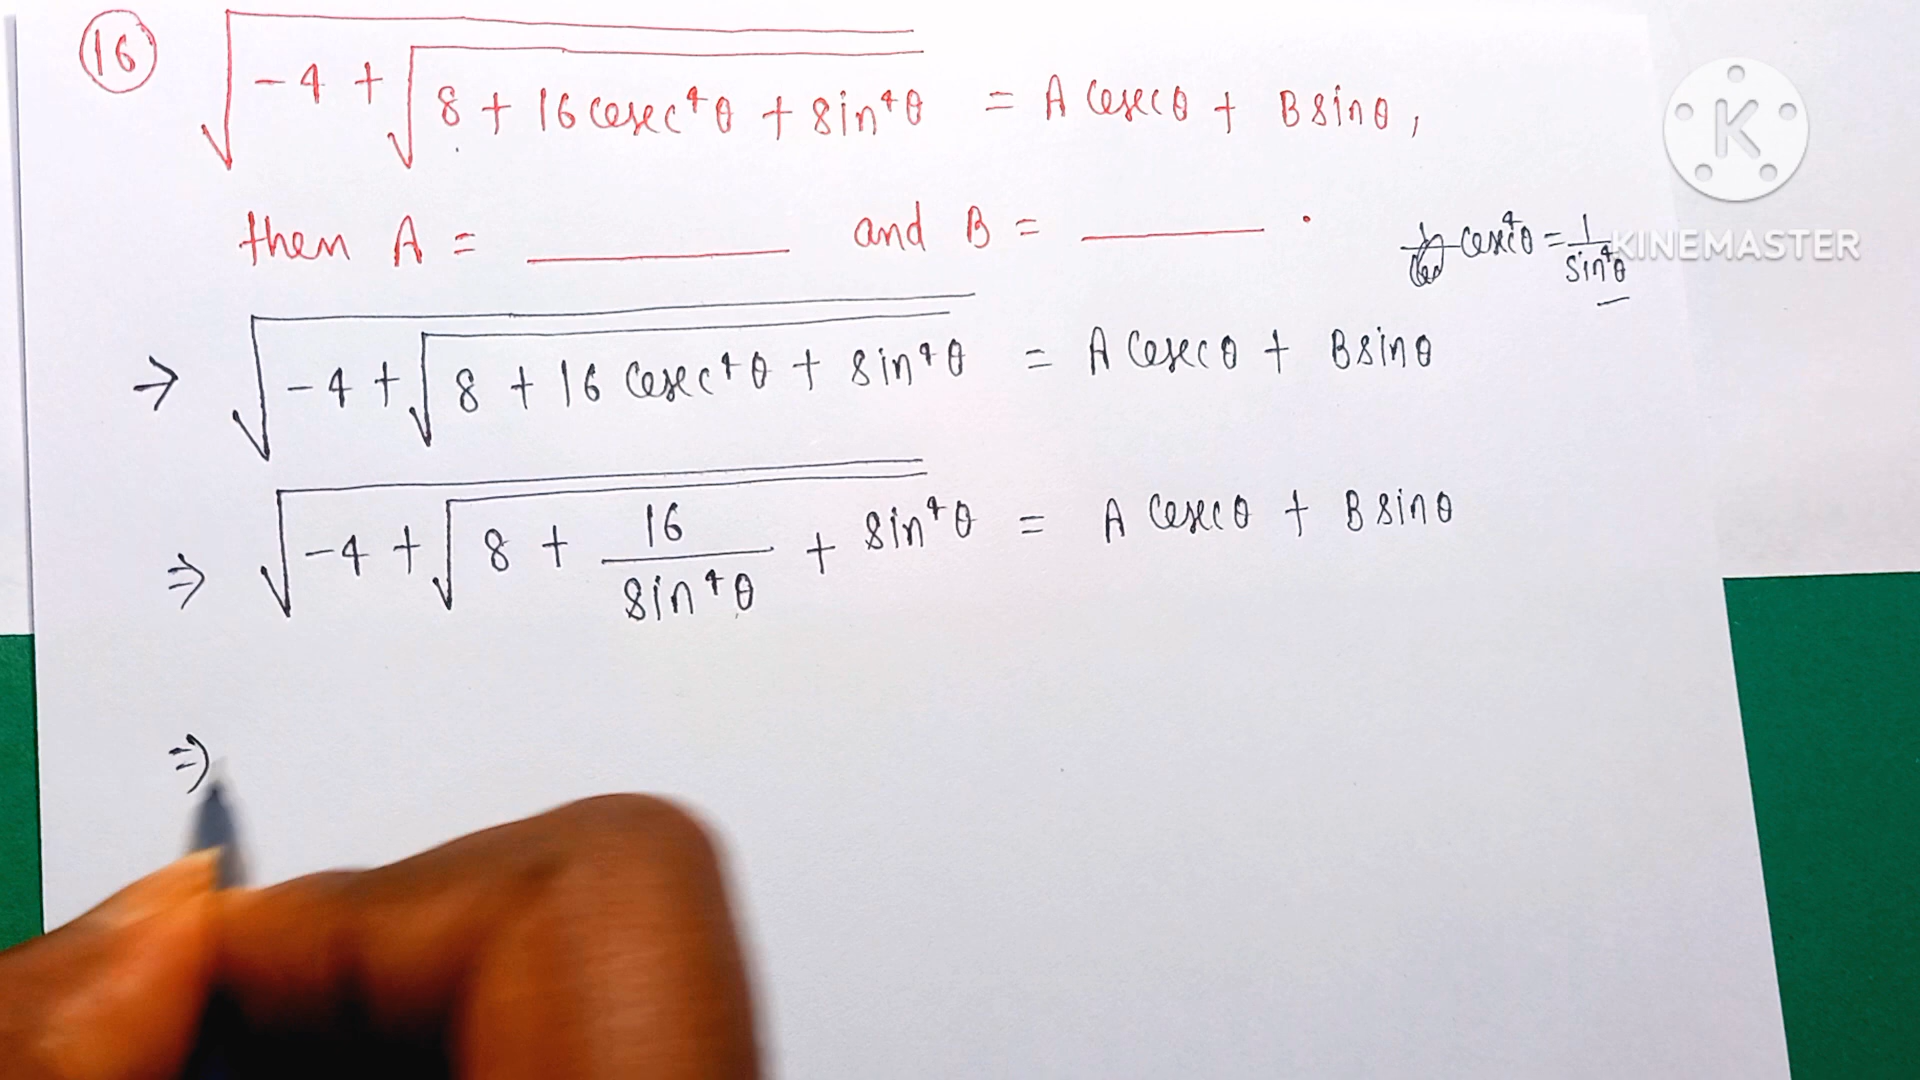 (16) √(-4 + √(8 + 16 cosec⁴θ + sin⁴θ)) = A cosecθ + B sinθ,
then A = ______ and B = ______ .
cosec⁴θ = 1/sin⁴θ
KINEMASTER
→ √(-4 + √(8 + 16 cosec⁴θ + sin⁴θ)) = A cosecθ + B sinθ
⇒ √(-4 + √(8 + 16/sin⁴θ + sin⁴θ)) = A cosecθ + B sinθ
⇒